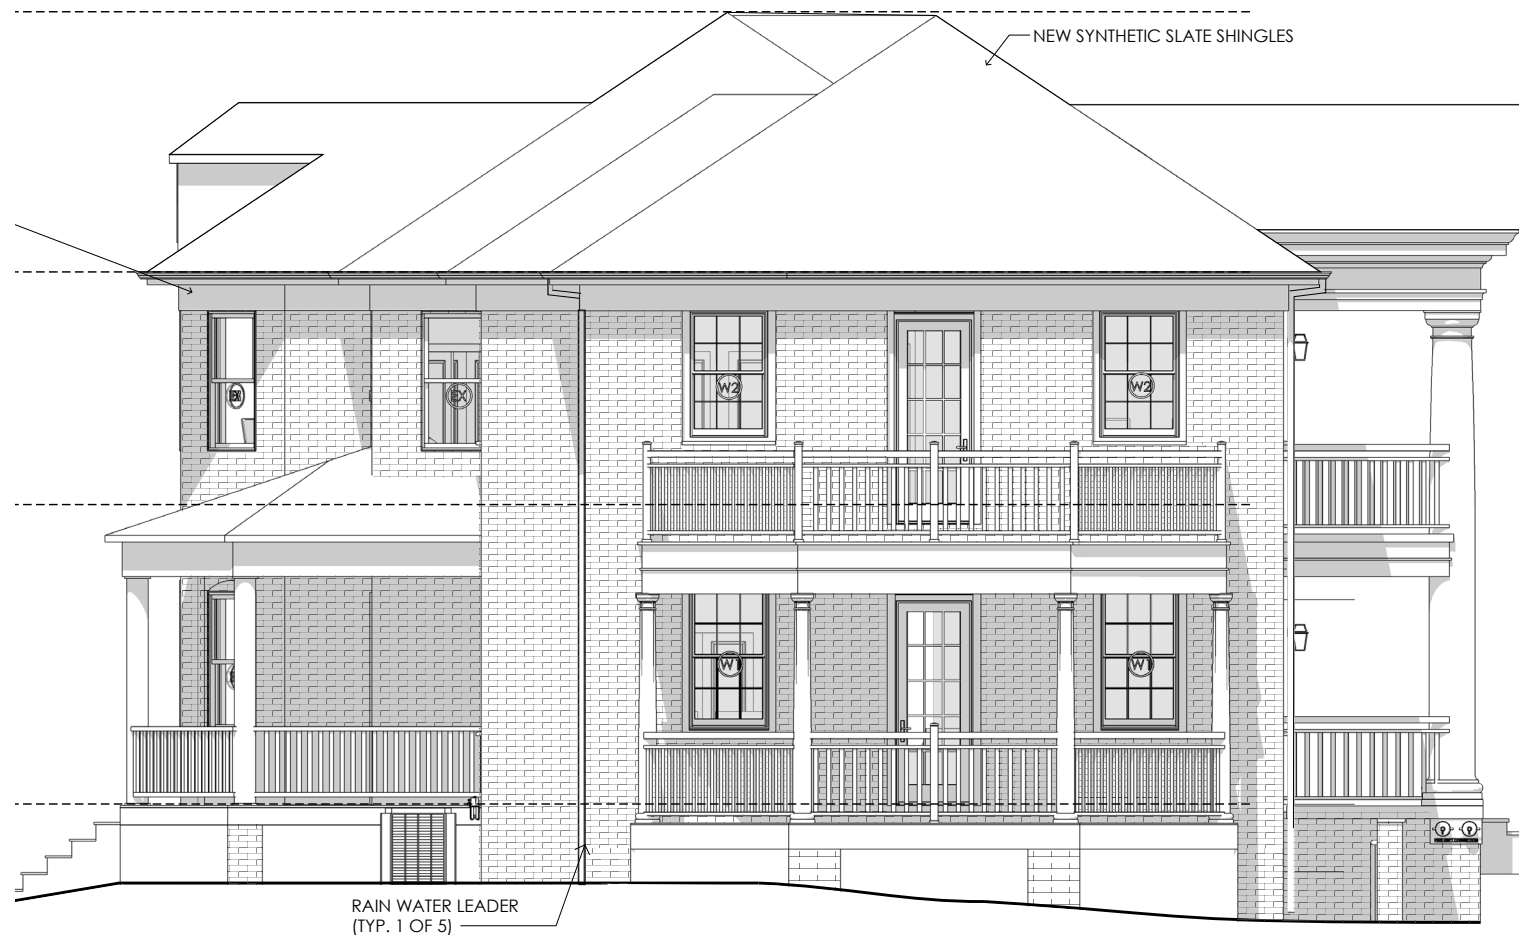 NEW SYNTHETIC SLATE SHINGLES
EX
EX
W2
W2
W1
W1
RAIN WATER LEADER
(TYP. 1 OF 5)